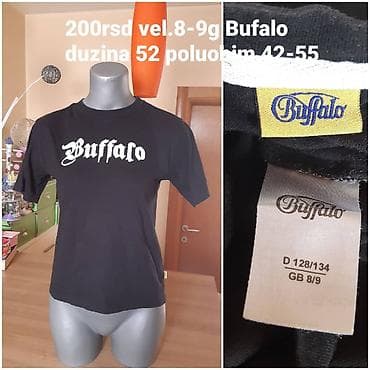 200rsd vel.8-9g Bufalo
duzina 52 poluobim 42-55
Buffalo
Buffalo
Buffalo
D 128/134
GB 8/9